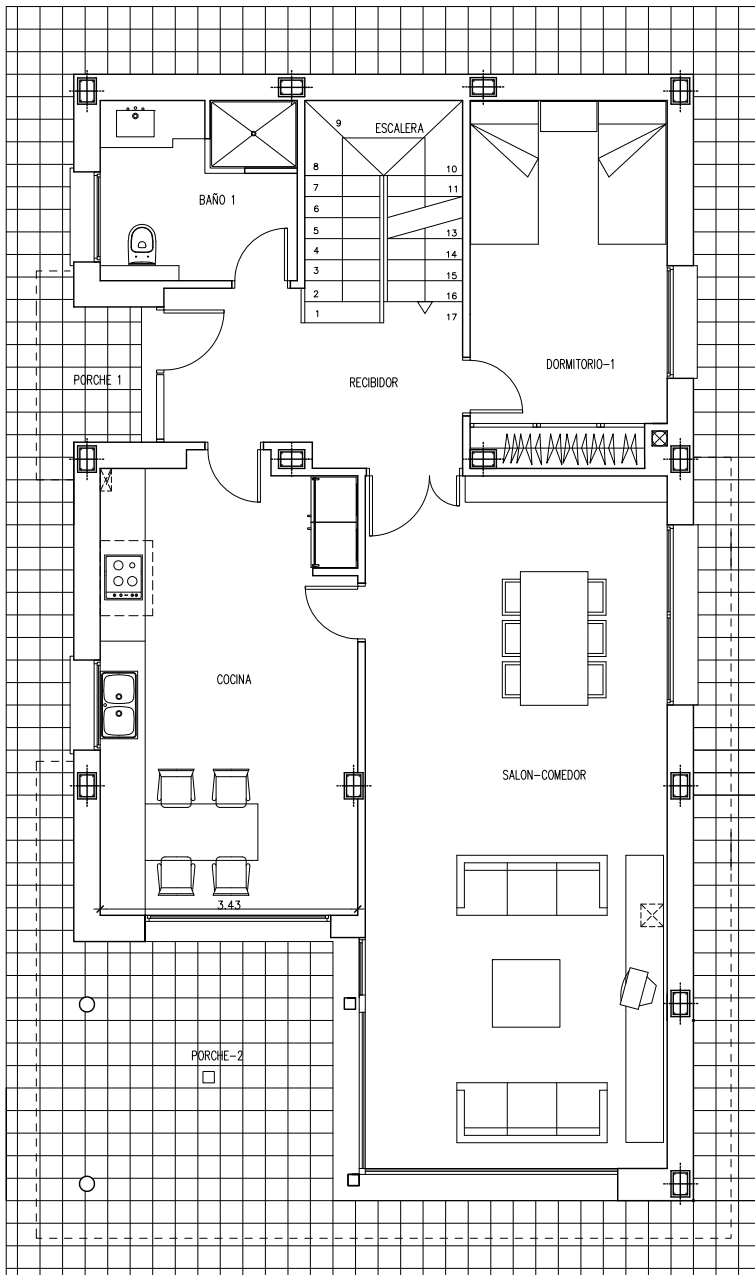 9
ESCALERA
8
10
7
11
BAÑO 1
6
5
13
4
14
3
15
2
16
1
17
DORMITORIO-1
PORCHE 1
RECIBIDOR
COCINA
SALON-COMEDOR
3.43
PORCHE-2